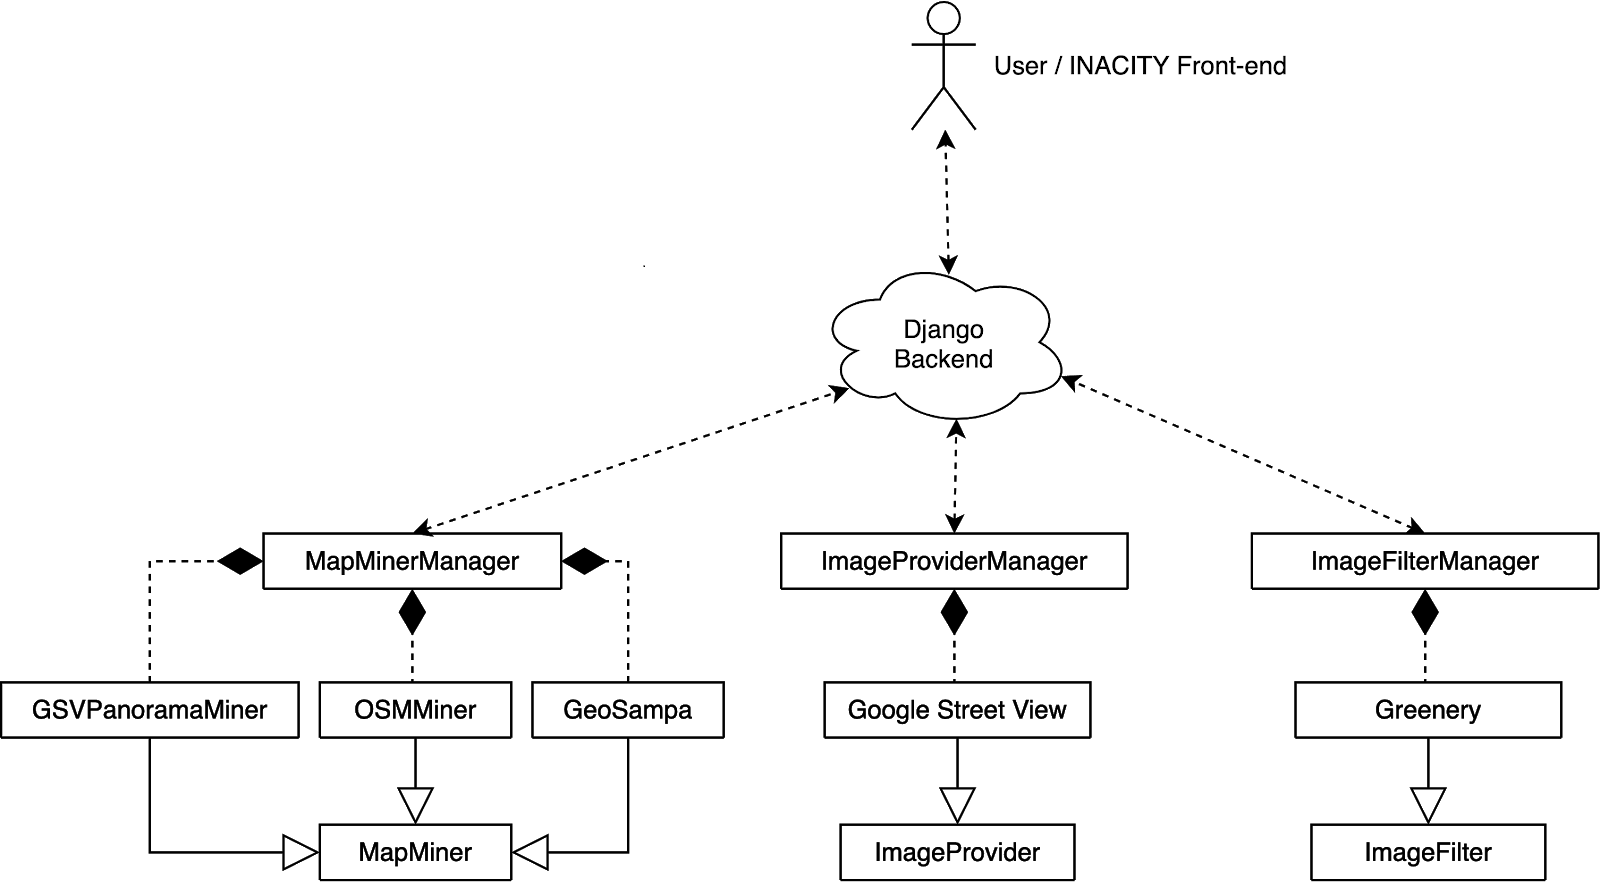 User / INACITY Front-end
Django
Backend
MapMinerManager
ImageProviderManager
ImageFilterManager
GSVPanoramaMiner
OSMMiner
GeoSampa
Google Street View
Greenery
MapMiner
ImageProvider
ImageFilter